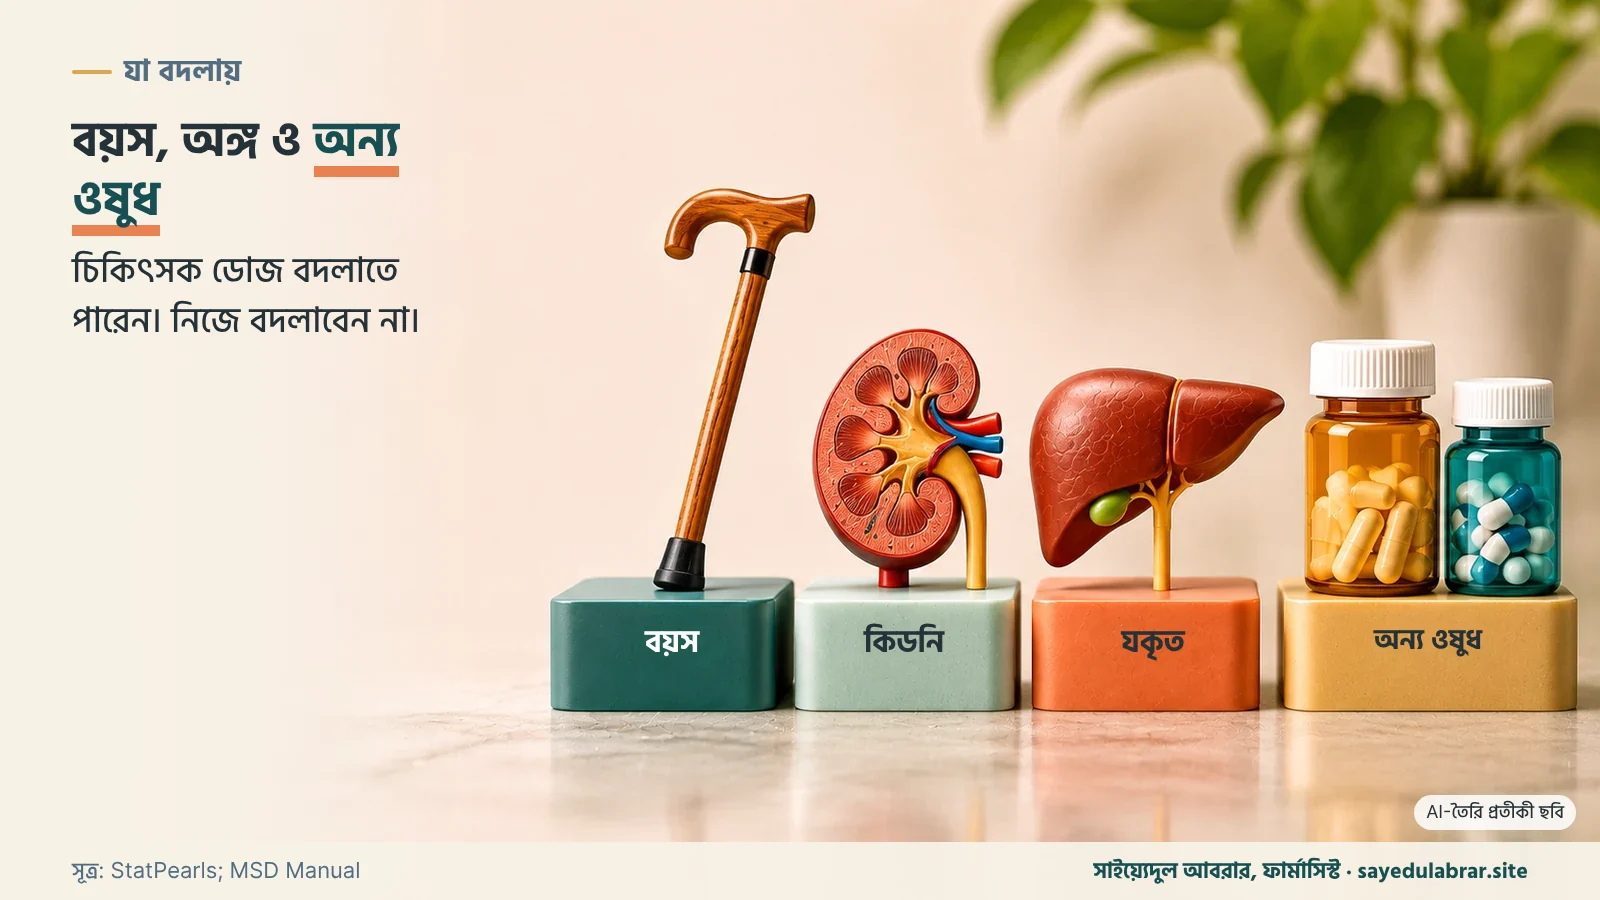 যা বদলায়
বয়স, অঙ্গ ও অন্য
ওষুধ
চিকিৎসক ডোজ বদলাতে
পারেন। নিজে বদলাবেন না।
বয়স
কিডনি
যকৃত
অন্য ওষুধ
AI-তৈরি প্রতীকী ছবি
সূত্র: StatPearls; MSD Manual
সাইয়্যেদুল আবরার, ফার্মাসিস্ট · sayedulabrar.site